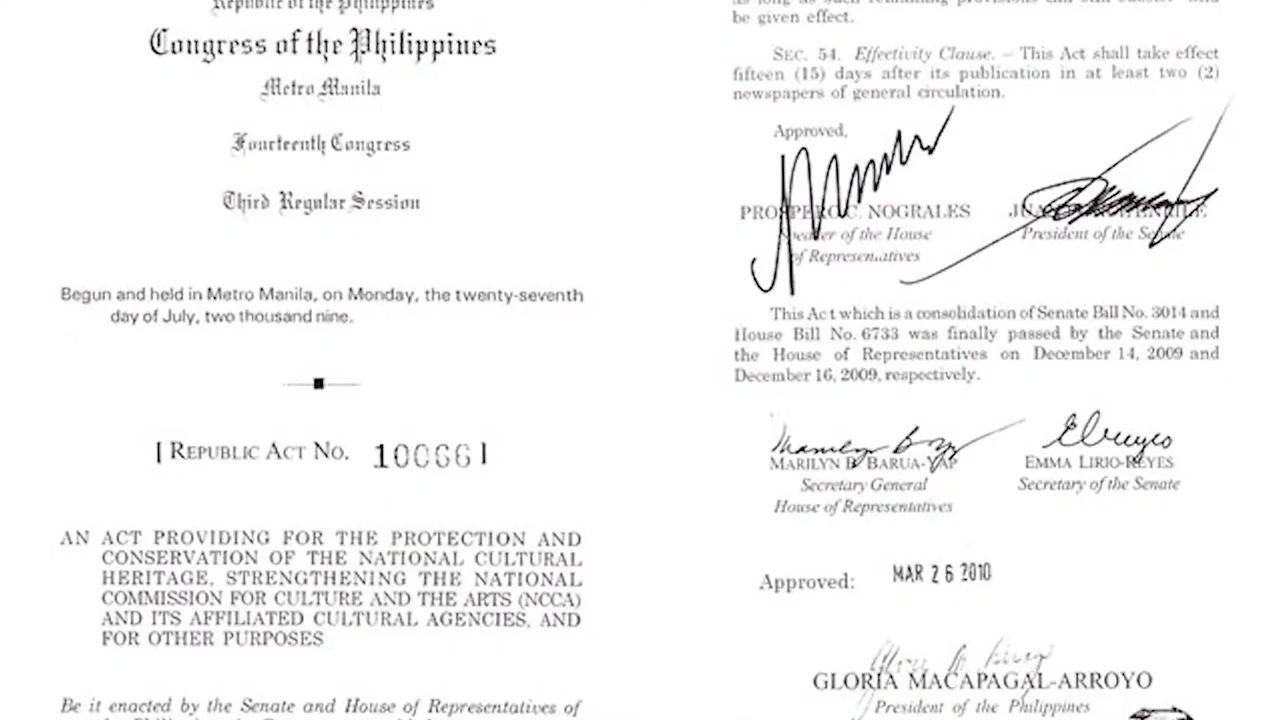 Republic of the Philippines
Congress of the Philippines
Metro Manila
Fourteenth Congress
Third Regular Session
Begun and held in Metro Manila, on Monday, the twenty-seventh
day of July, two thousand nine.
[ REPUBLIC ACT NO. 10066 ]
AN ACT PROVIDING FOR THE PROTECTION AND
CONSERVATION OF THE NATIONAL CULTURAL
HERITAGE, STRENGTHENING THE NATIONAL
COMMISSION FOR CULTURE AND THE ARTS (NCCA)
AND ITS AFFILIATED CULTURAL AGENCIES, AND
FOR OTHER PURPOSES
Be it enacted by the Senate and House of Representatives of
be given effect.
SEC. 54. Effectivity Clause. – This Act shall take effect
fifteen (15) days after its publication in at least two (2)
newspapers of general circulation.
Approved,
PROSPERO C. NOGRALES
Speaker of the House
of Representatives
JUAN PONCE ENRILE
President of the Senate
This Act which is a consolidation of Senate Bill No. 3014 and
House Bill No. 6733 was finally passed by the Senate and
the House of Representatives on December 14, 2009 and
December 16, 2009, respectively.
MARILYN B. BARUA-YAP
Secretary General
House of Representatives
EMMA LIRIO-REYES
Secretary of the Senate
Approved: MAR 26 2010
GLORIA MACAPAGAL-ARROYO
President of the Philippines